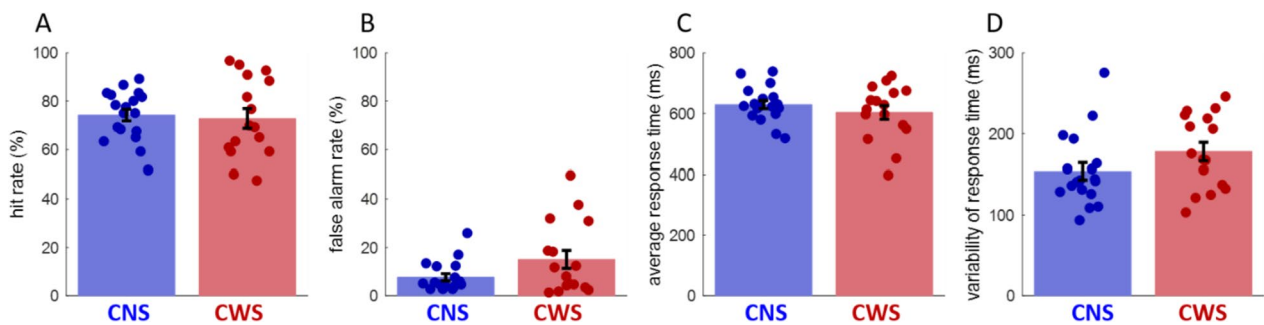 A
hit rate (%)
100
80
60
40
20
0
CNS CWS
B
false alarm rate (%)
100
80
60
40
20
0
CNS CWS
C
average response time (ms)
800
600
400
200
0
CNS CWS
D
variability of response time (ms)
300
200
100
0
CNS CWS